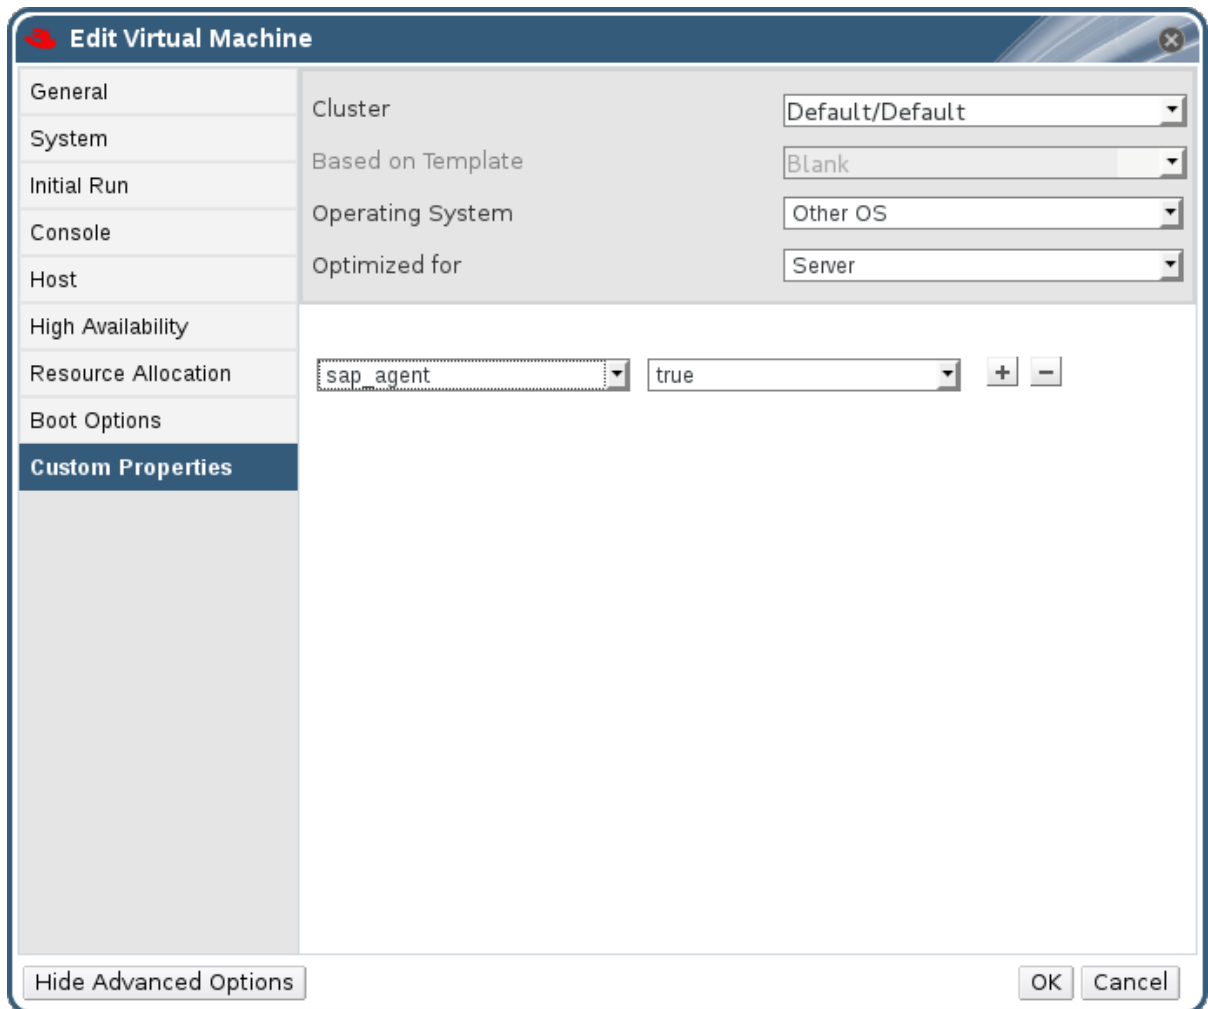 Edit Virtual Machine
General
System
Initial Run
Console
Host
High Availability
Resource Allocation
Boot Options
Custom Properties
Cluster
Default/Default
Based on Template
Blank
Operating System
Other OS
Optimized for
Server
sap_agent
true
+
−
Hide Advanced Options
OK
Cancel